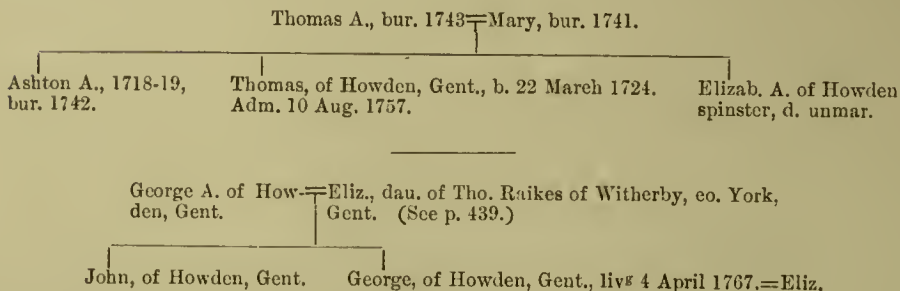 Thomas A., bur. 1743=Mary, bur. 1741.
Ashton A., 1718-19,
bur. 1742.
Thomas, of Howden, Gent., b. 22 March 1724.
Adm. 10 Aug. 1757.
Elizab. A. of Howden
spinster, d. unmar.
George A. of How-=Eliz., dau. of Tho. Raikes of Witherby, co. York,
den, Gent. Gent. (See p. 439.)
John, of Howden, Gent. George, of Howden, Gent., livᵍ 4 April 1767.=Eliz.